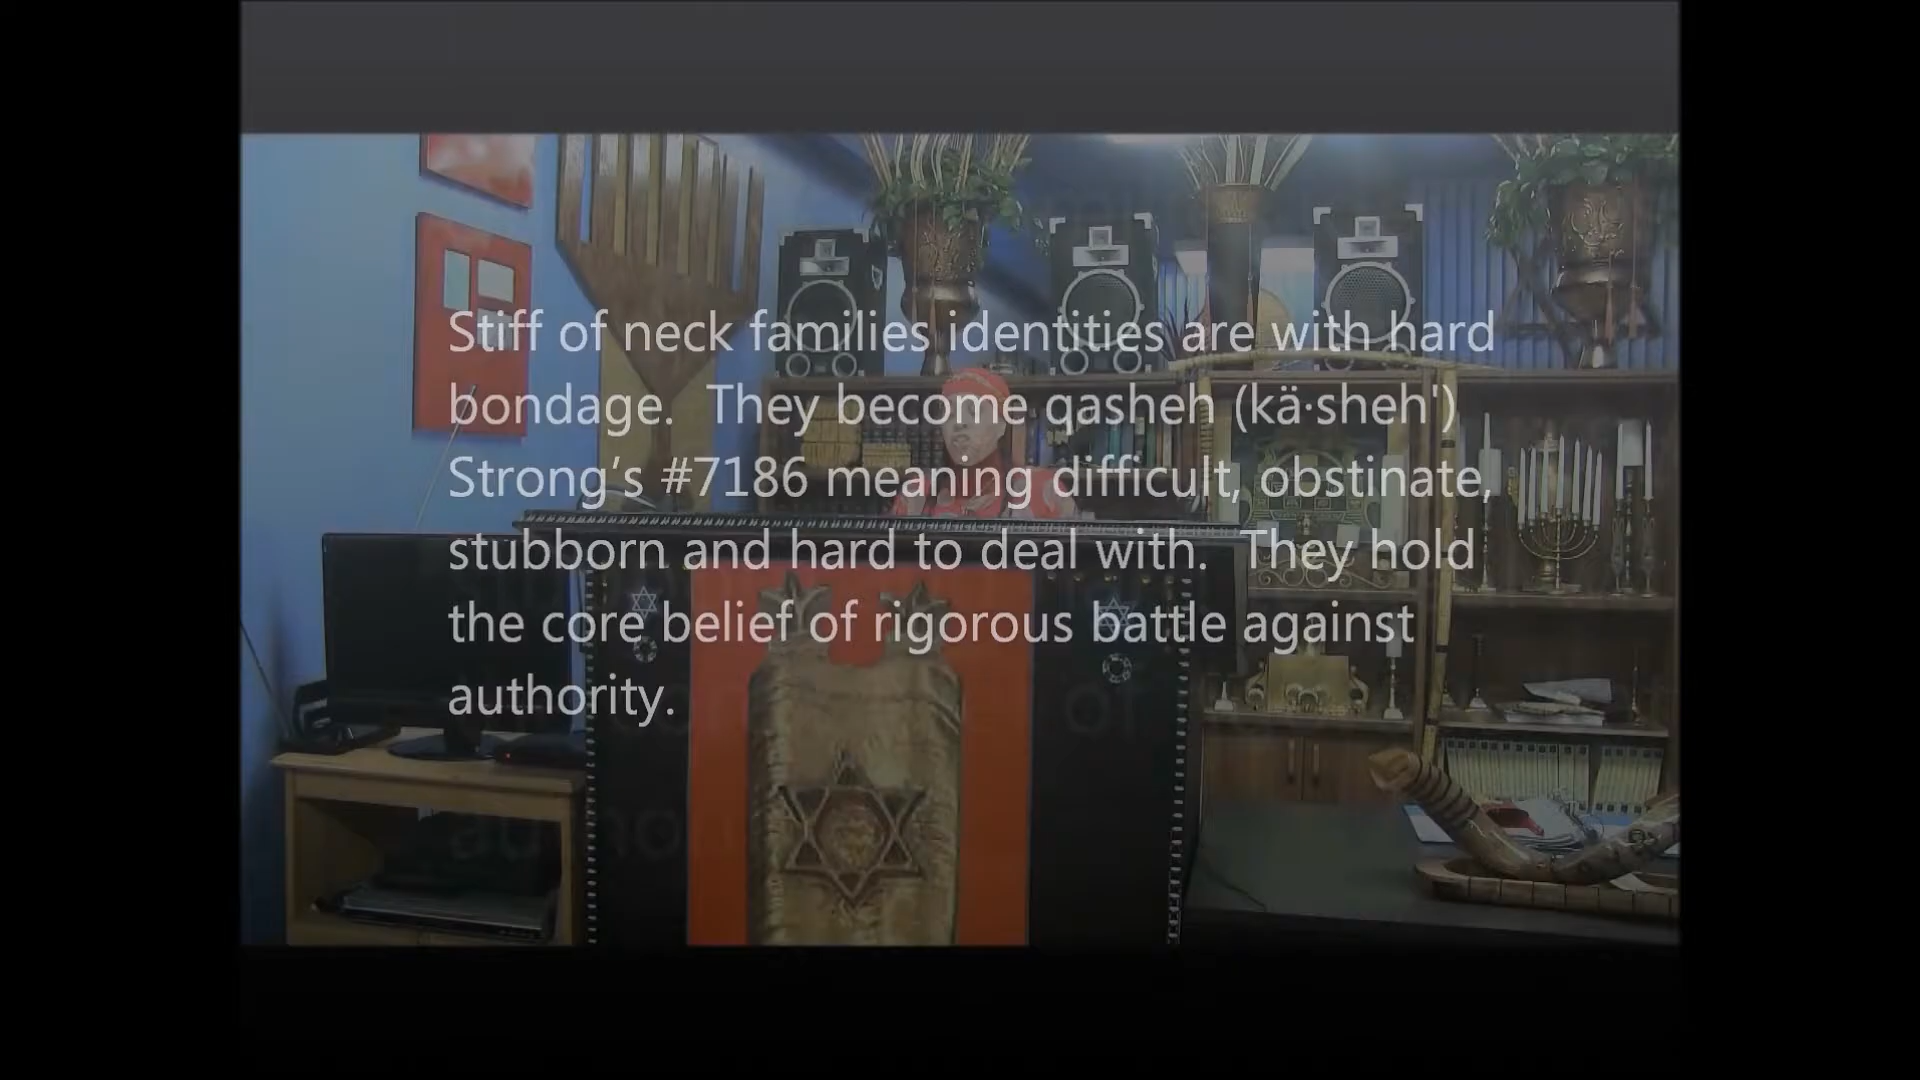 Stiff of neck families identities are with hard
bondage.  They become qasheh (kä·sheh')
Strong’s #7186 meaning difficult, obstinate,
stubborn and hard to deal with.  They hold
the core belief of rigorous battle against
authority.